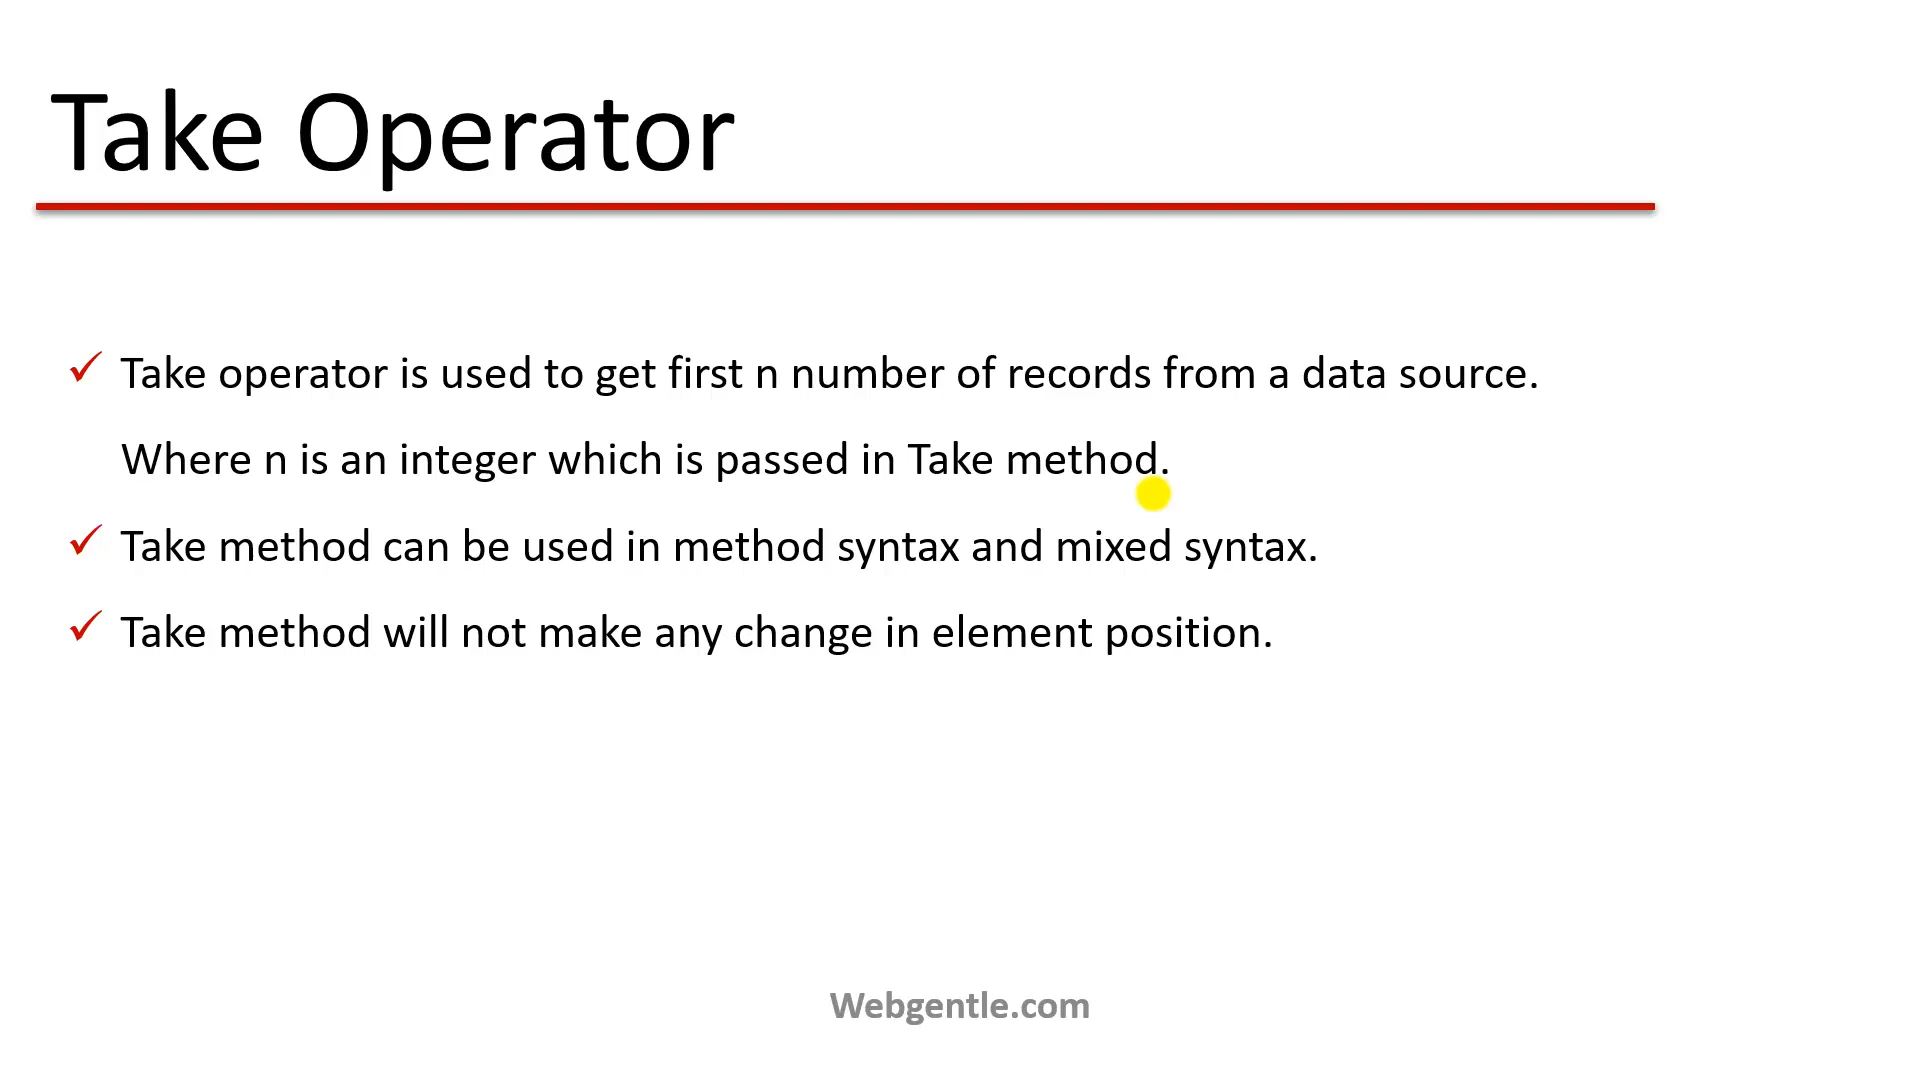 Take Operator
Take operator is used to get first n number of records from a data source.
Where n is an integer which is passed in Take method.
Take method can be used in method syntax and mixed syntax.
Take method will not make any change in element position.
Webgentle.com